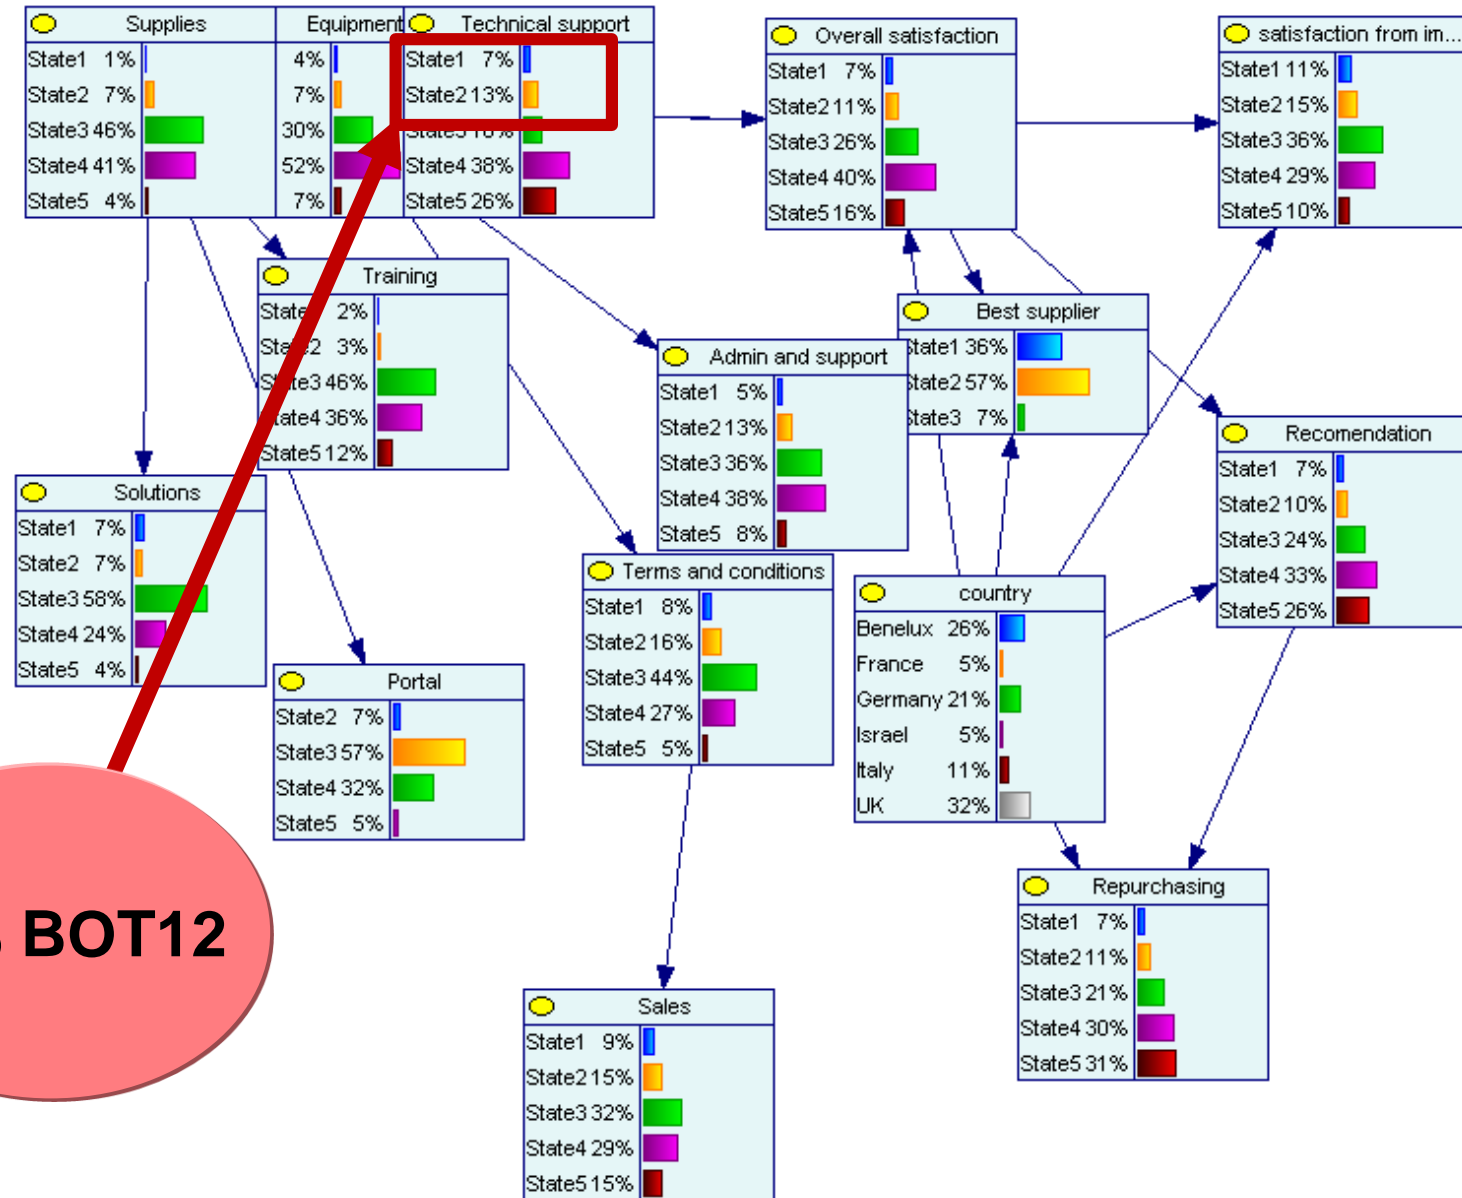 Supplies
State1 1%
State2 7%
State3 46%
State4 41%
State5 4%
Equipment
4%
7%
30%
52%
7%
Technical support
State1 7%
State2 13%
State4 38%
State5 26%
Overall satisfaction
State1 7%
State2 11%
State3 26%
State4 40%
State5 16%
satisfaction from im...
State1 11%
State2 15%
State3 36%
State4 29%
State5 10%
Training
2%
3%
State3 46%
State4 36%
State5 12%
Best supplier
State1 36%
State2 57%
State3 7%
Admin and support
State1 5%
State2 13%
State3 36%
State4 38%
State5 8%
Recomendation
State1 7%
State2 10%
State3 24%
State4 33%
State5 26%
Solutions
State1 7%
State2 7%
State3 58%
State4 24%
State5 4%
Terms and conditions
State1 8%
State2 16%
State3 44%
State4 27%
State5 5%
country
Benelux 26%
France 5%
Germany 21%
Israel 5%
Italy 11%
UK 32%
Portal
State2 7%
State3 57%
State4 32%
State5 5%
Repurchasing
State1 7%
State2 11%
State3 21%
State4 30%
State5 31%
BOT12
Sales
State1 9%
State2 15%
State3 32%
State4 29%
State5 15%